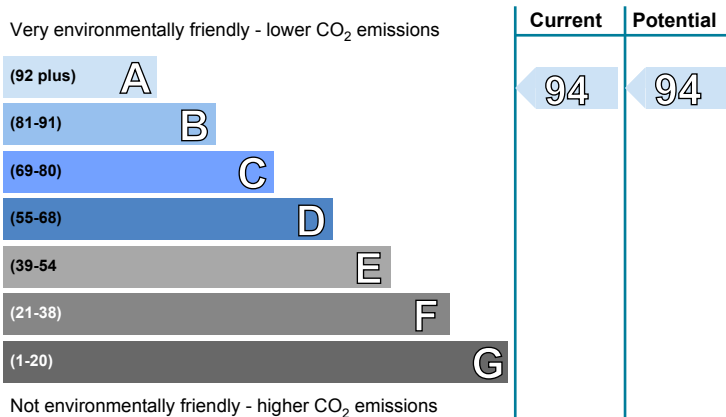 Very environmentally friendly - lower CO2 emissions
Current Potential
(92 plus) A
94 94
(81-91) B
(69-80) C
(55-68) D
(39-54 E
(21-38) F
(1-20) G
Not environmentally friendly - higher CO2 emissions